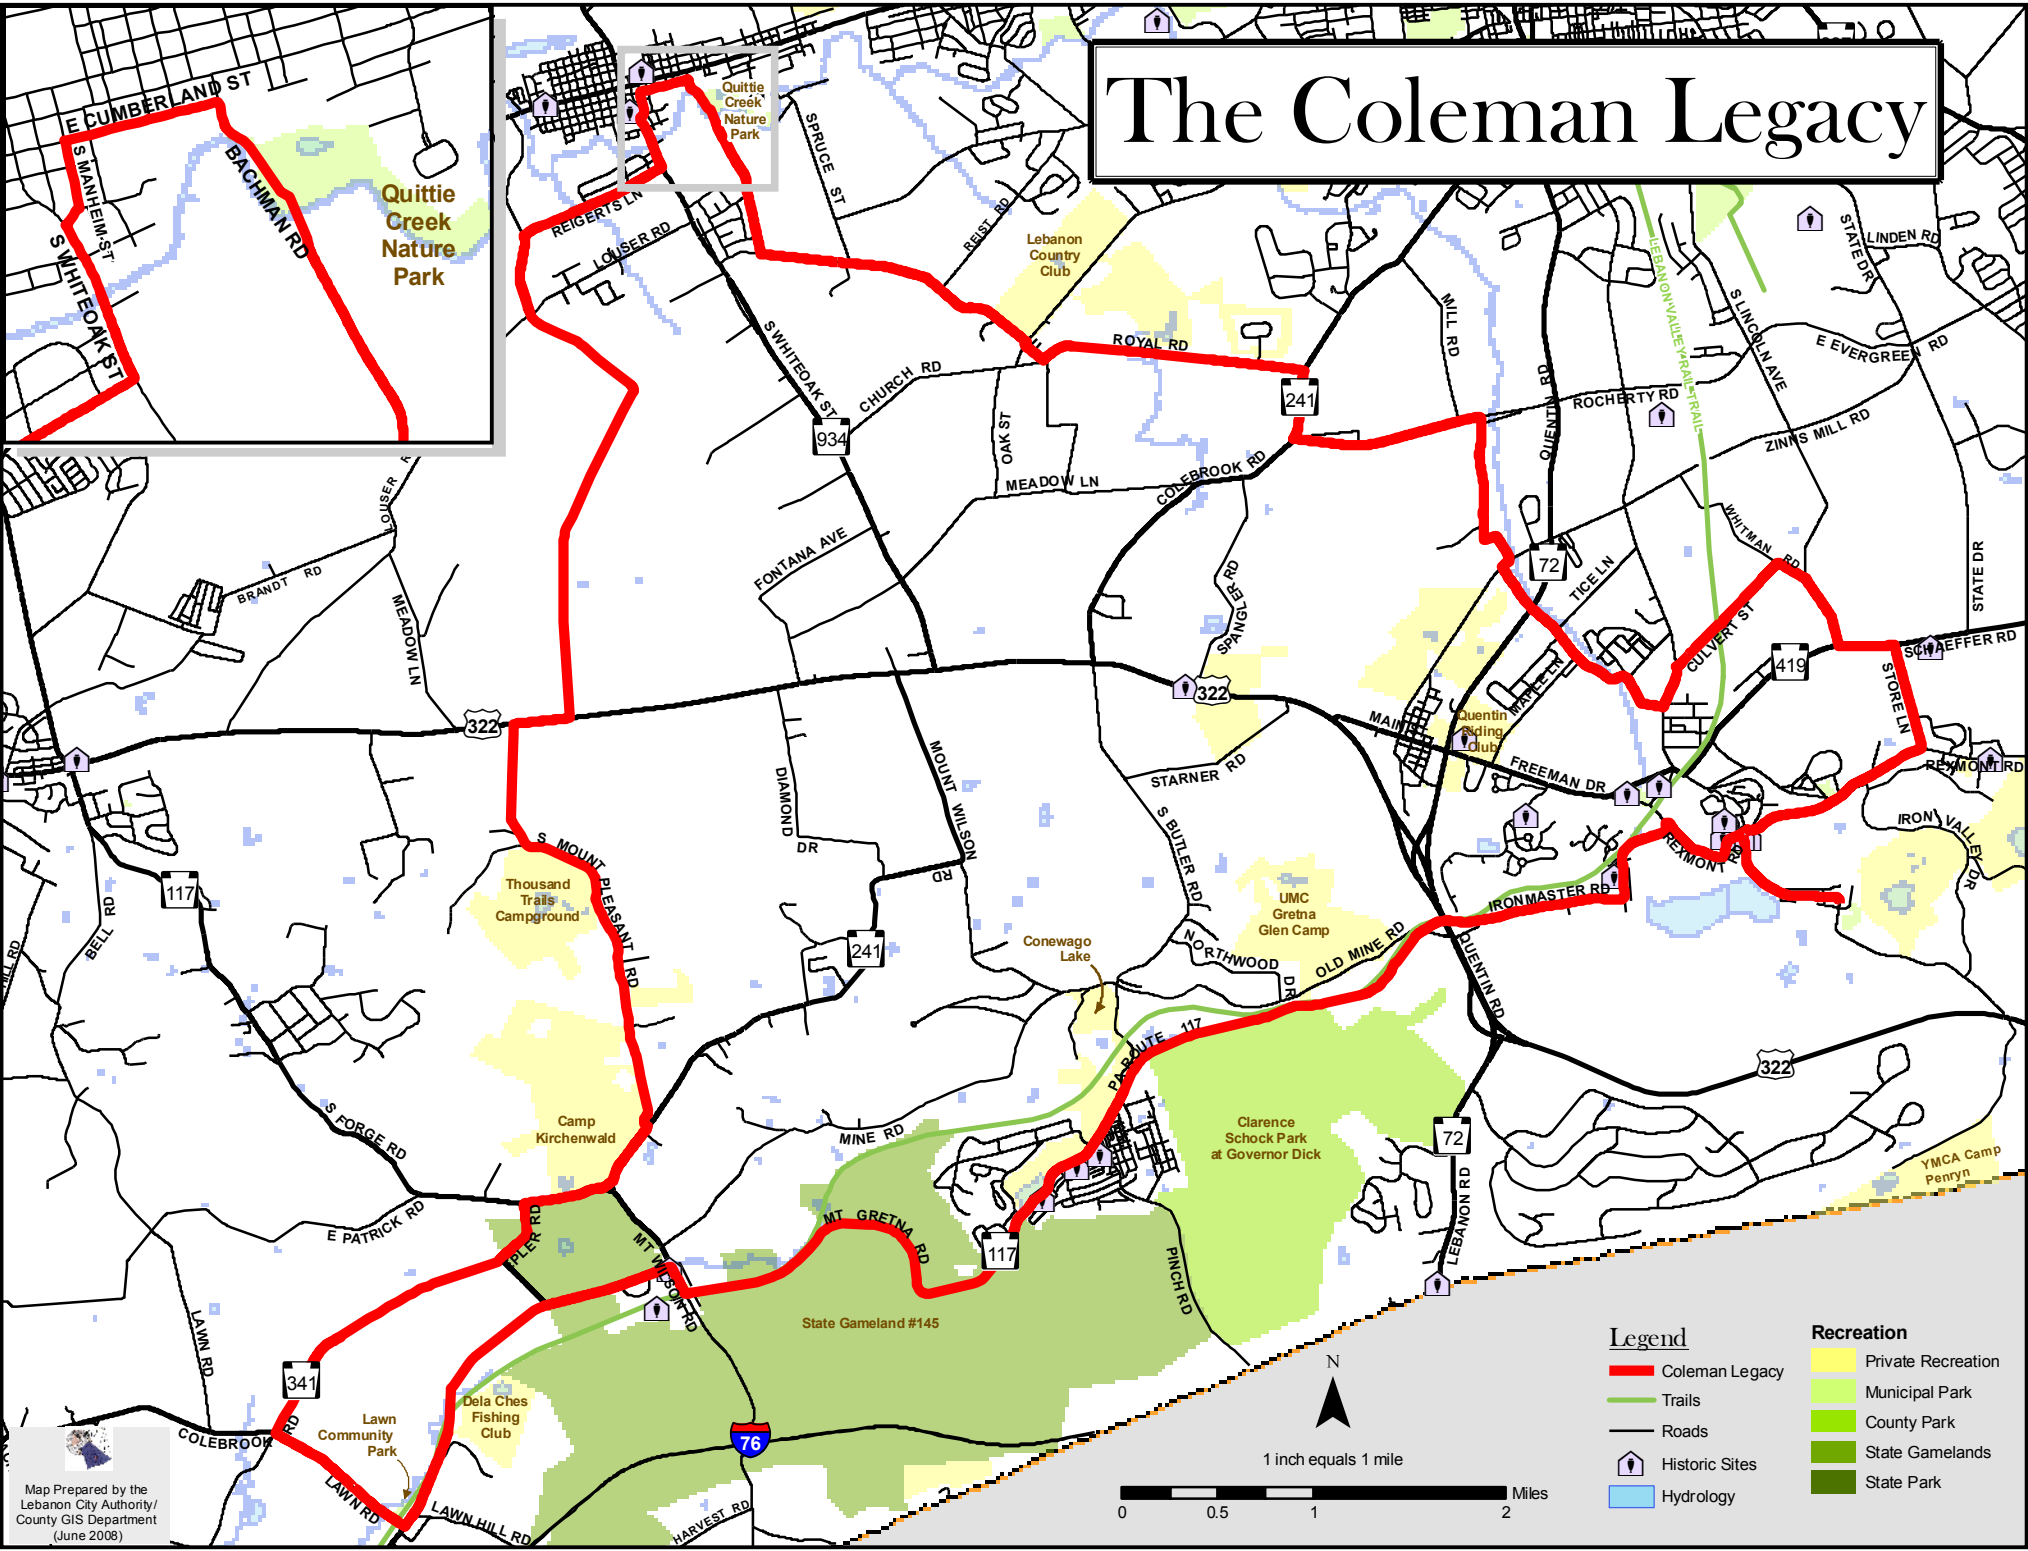 The Coleman Legacy
E CUMBERLAND ST
S MANHEIM ST
S WHITEOAK ST
BACHMAN RD
Quittie
Creek
Nature
Park
Quittie
Creek
Nature
Park
SPRUCE ST
REIGERTS LN
LOUSER RD
REIST RD
Lebanon
Country
Club
ROYAL RD
MILL RD
QUENTIN RD
LEBANON VALLEY RAIL TRAIL
S LINCOLN AVE
STATE DR
LINDEN RD
E EVERGREEN RD
ROCHERTY RD
ZINNS MILL RD
S WHITEOAK ST
CHURCH RD
OAK ST
241
934
MEADOW LN
COLEBROOK RD
LOUSER
BRANDT RD
MEADOW LN
FONTANA AVE
SPANGLER RD
SPANGLER RD
72
TICE LN
WHITMAN RD
STATE DR
CULVERT ST
MAPLE LN
419
SCHAEFFER RD
STORE LN
322
322
MAIN
Quentin
Riding
Club
FREEMAN DR
REXMONT RD
IRON VALLEY DR
REXMONT RD
IRONMASTER RD
STARNER RD
S BUTLER RD
DIAMOND
DR
MOUNT WILSON
RD
S MOUNT PLEASANT RD
Thousand
Trails
Campground
117
BELL RD
MILL RD
241
Conewago
Lake
UMC
Gretna
Glen Camp
NORTHWOOD DR
OLD MINE RD
QUENTIN RD
PA ROUTE 117
322
S FORGE RD
Camp
Kirchenwald
MINE RD
Clarence
Schock Park
at Governor Dick
72
YMCA Camp
Penryn
E PATRICK RD
MT WILSON RD
MT GRETNA RD
117
PINCH RD
LEBANON RD
State Gameland #145
LAWN RD
341
COLEBROOK
RD
Lawn
Community
Park
Dela Ches
Fishing
Club
76
LAWN RD
LAWN HILL RD
HARVEST RD
Map Prepared by the
Lebanon City Authority/
County GIS Department
(June 2008)
N
1 inch equals 1 mile
0 0.5 1 2 Miles
Legend
Coleman Legacy
Trails
Roads
Historic Sites
Hydrology
Recreation
Private Recreation
Municipal Park
County Park
State Gamelands
State Park